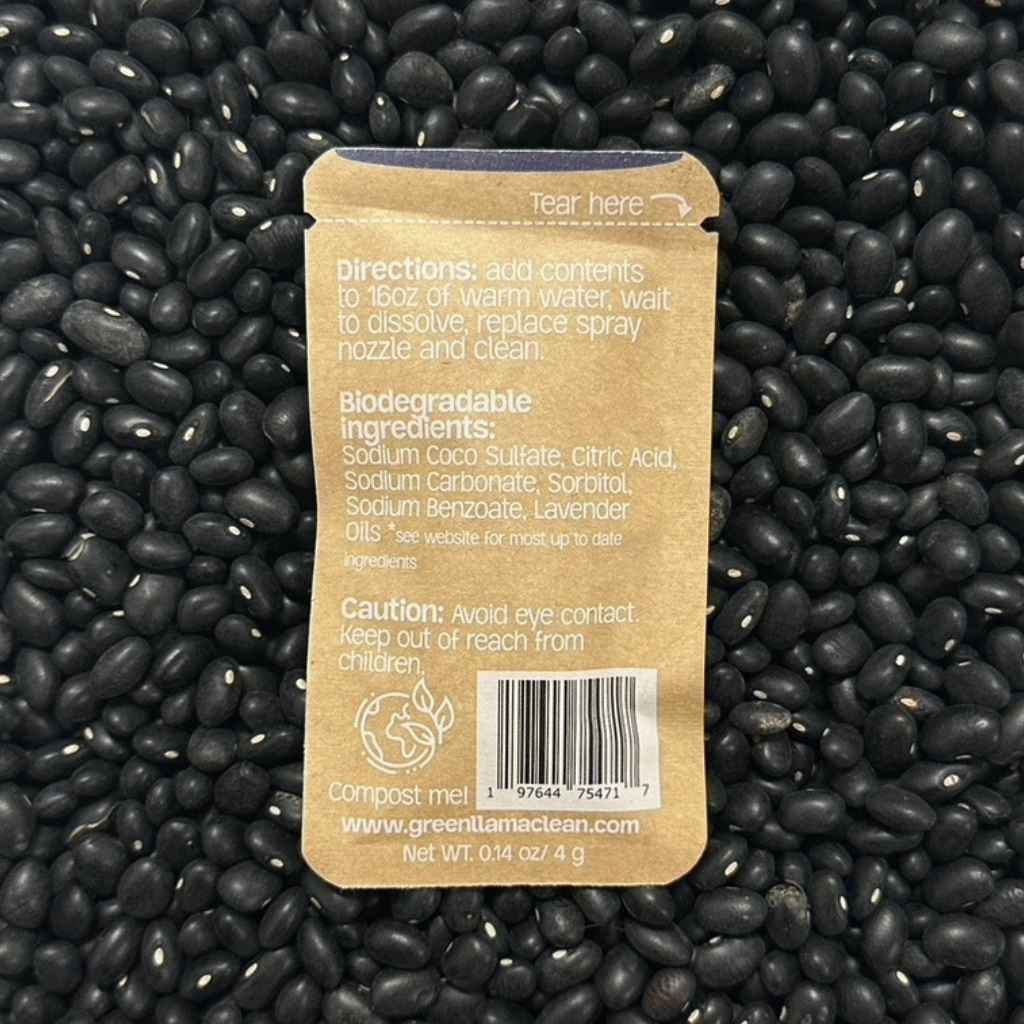 Tear here
Directions: add contents
to 16oz of warm water, wait
to dissolve, replace spray
nozzle and clean.
Biodegradable
ingredients:
Sodium Coco Sulfate, Citric Acid,
Sodium Carbonate, Sorbitol,
Sodium Benzoate, Lavender
Oils *see website for most up to date
ingredients
Caution: Avoid eye contact.
Keep out of reach from
children.
1 97644 75471 7
Compost me!
www.greenllamaclean.com
Net WT. 0.14 oz/ 4 g